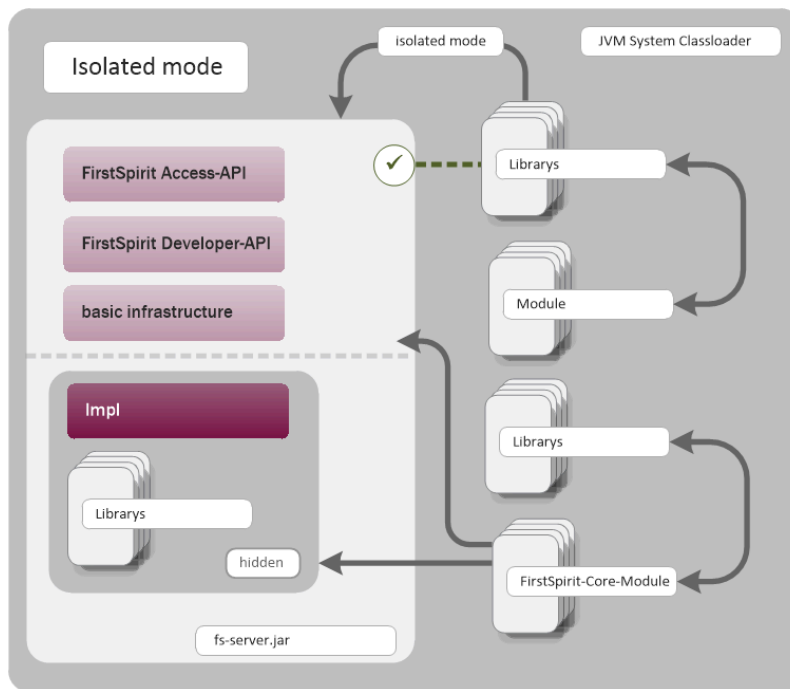 Isolated mode
isolated mode
JVM System Classloader
FirstSpirit Access-API
Librarys
FirstSpirit Developer-API
basic infrastructure
Module
Impl
Librarys
Librarys
hidden
FirstSpirit-Core-Module
fs-server.jar